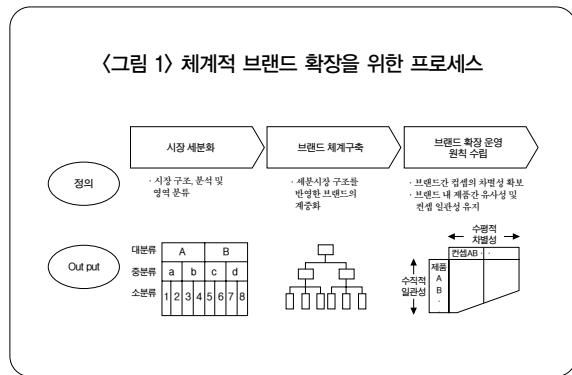 〈그림 1〉 체계적 브랜드 확장을 위한 프로세스
시장 세분화
브랜드 체계구축
브랜드 확장 운영
원칙 수립
정의
· 시장 구조, 분석 및
영역 분류
· 세분시장 구조를
반영한 브랜드의
계층화
· 브랜드간 컨셉의 차별성 확보
· 브랜드 내 제품간 유사성 및
컨셉 일관성 유지
Out put
대분류 A B
중분류 a b c d
소분류 1 2 3 4 5 6 7 8
수평적
차별성
컨셉AB · ·
수직적
일관성
제품
A
B
·
·